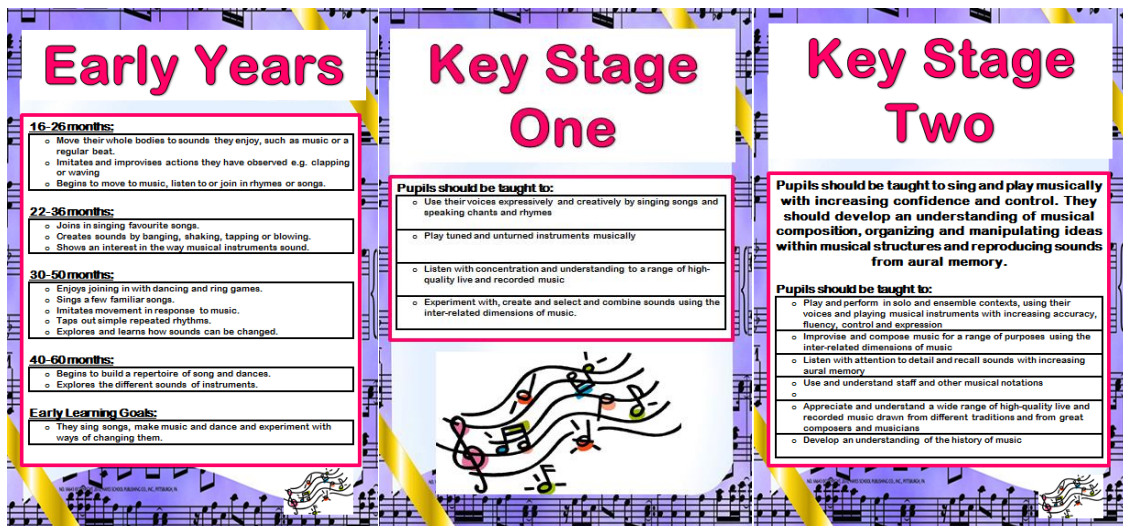 Early Years
16-26 months:
o Move their whole bodies to sounds they enjoy, such as music or a
regular beat.
o Imitates and improvises actions they have observed e.g. clapping
or waving
o Begins to move to music, listen to or join in rhymes or songs.
22-36 months:
o Joins in singing favourite songs.
o Creates sounds by banging, shaking, tapping or blowing.
o Shows an interest in the way musical instruments sound.
30-50 months:
o Enjoys joining in with dancing and ring games.
o Sings a few familiar songs.
o Imitates movement in response to music.
o Taps out simple repeated rhythms.
o Explores and learns how sounds can be changed.
40-60 months:
o Begins to build a repertoire of song and dances.
o Explores the different sounds of instruments.
Early Learning Goals:
o They sing songs, make music and dance and experiment with
ways of changing them.
Key Stage
One
Pupils should be taught to:
o Use their voices expressively and creatively by singing songs and
speaking chants and rhymes
o Play tuned and unturned instruments musically
o Listen with concentration and understanding to a range of high-
quality live and recorded music
o Experiment with, create and select and combine sounds using the
inter-related dimensions of music.
Key Stage
Two
Pupils should be taught to sing and play musically
with increasing confidence and control. They
should develop an understanding of musical
composition, organizing and manipulating ideas
within musical structures and reproducing sounds
from aural memory.
Pupils should be taught to:
o Play and perform in solo and ensemble contexts, using their
voices and playing musical instruments with increasing accuracy,
fluency, control and expression
o Improvise and compose music for a range of purposes using the
inter-related dimensions of music
o Listen with attention to detail and recall sounds with increasing
aural memory
o Use and understand staff and other musical notations
o
o Appreciate and understand a wide range of high-quality live and
recorded music drawn from different traditions and from great
composers and musicians
o Develop an understanding of the history of music